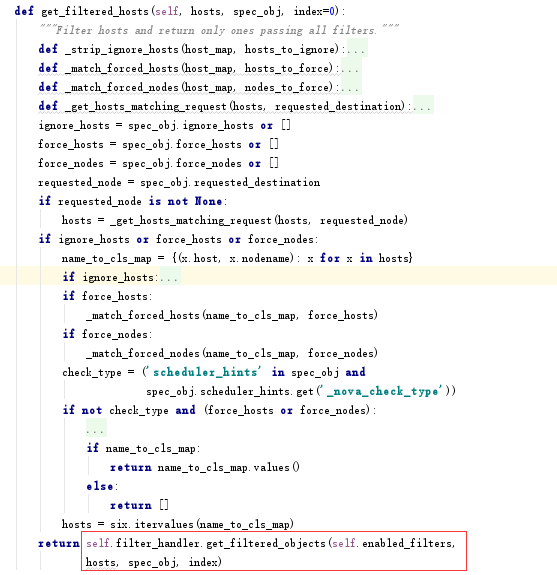 def get_filtered_hosts(self, hosts, spec_obj, index=0):
"""Filter hosts and return only ones passing all filters."""
def _strip_ignore_hosts(host_map, hosts_to_ignore):...
def _match_forced_hosts(host_map, hosts_to_force):...
def _match_forced_nodes(host_map, nodes_to_force):...
def _get_hosts_matching_request(hosts, requested_destination):...
ignore_hosts = spec_obj.ignore_hosts or []
force_hosts = spec_obj.force_hosts or []
force_nodes = spec_obj.force_nodes or []
requested_node = spec_obj.requested_destination
if requested_node is not None:
hosts = _get_hosts_matching_request(hosts, requested_node)
if ignore_hosts or force_hosts or force_nodes:
name_to_cls_map = {(x.host, x.nodename): x for x in hosts}
if ignore_hosts:...
if force_hosts:
_match_forced_hosts(name_to_cls_map, force_hosts)
if force_nodes:
_match_forced_nodes(name_to_cls_map, force_nodes)
check_type = ('scheduler_hints' in spec_obj and
spec_obj.scheduler_hints.get('_nova_check_type'))
if not check_type and (force_hosts or force_nodes):
...
if name_to_cls_map:
return name_to_cls_map.values()
else:
return []
hosts = six.itervalues(name_to_cls_map)
return self.filter_handler.get_filtered_objects(self.enabled_filters,
hosts, spec_obj, index)